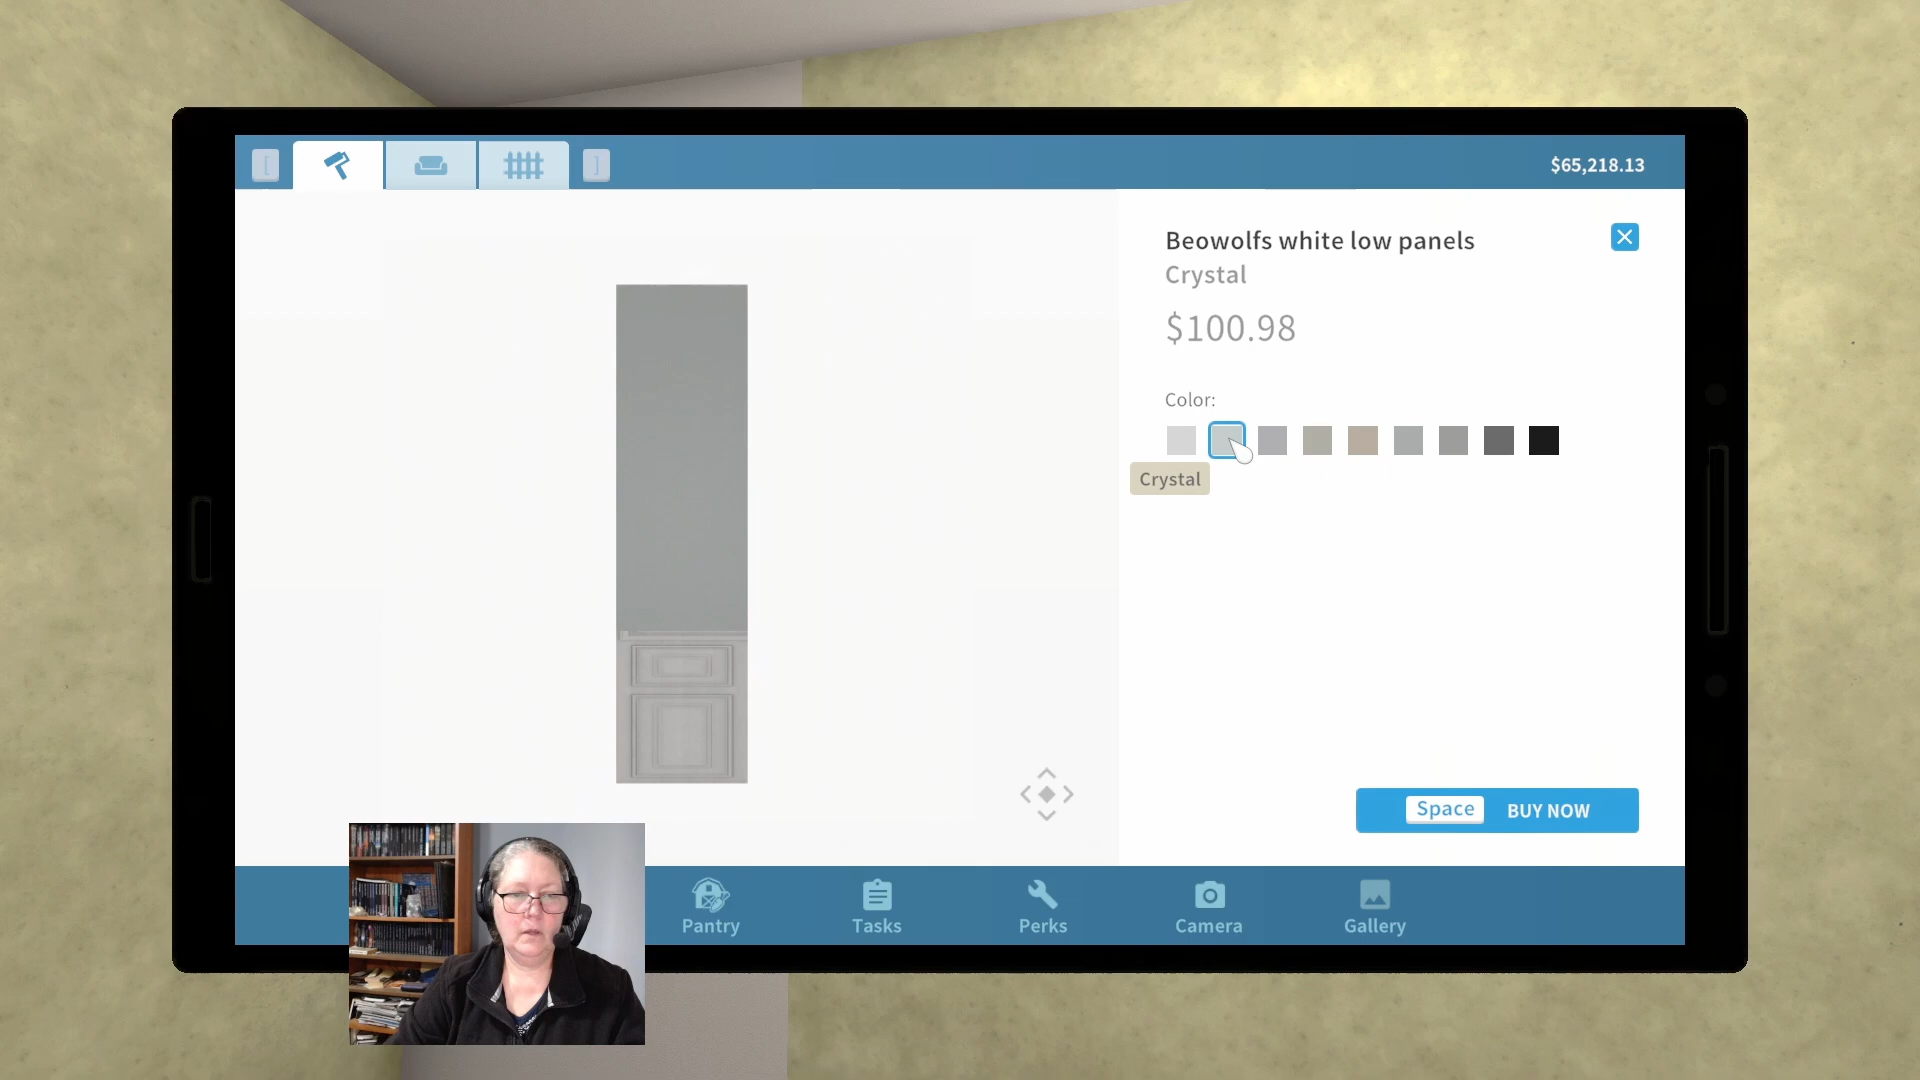 [
]
$65,218.13
Beowolfs white low panels
Crystal
$100.98
Color:
Crystal
Space BUY NOW
Pantry
Tasks
Perks
Camera
Gallery